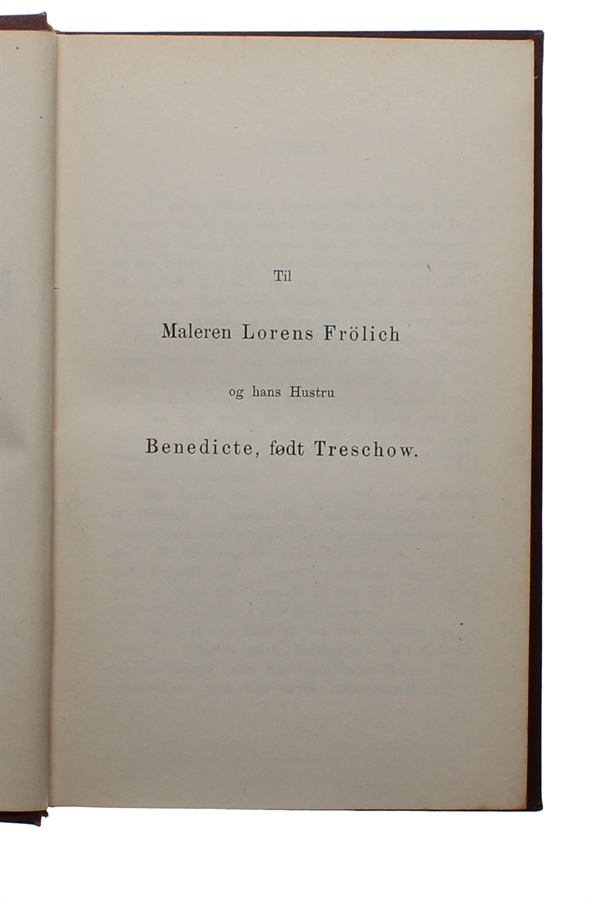 Til
Maleren Lorens Frölich
og hans Hustru
Benedicte, født Treschow.